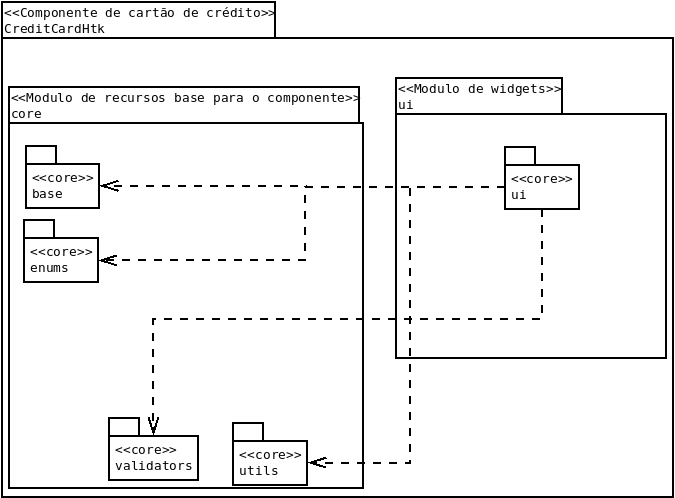 <<Componente de cartão de crédito>>
CreditCardHtk
<<Modulo de recursos base para o componente>>
core
<<Modulo de widgets>>
ui
<<core>>
base
<<core>>
ui
<<core>>
enums
<<core>>
validators
<<core>>
utils